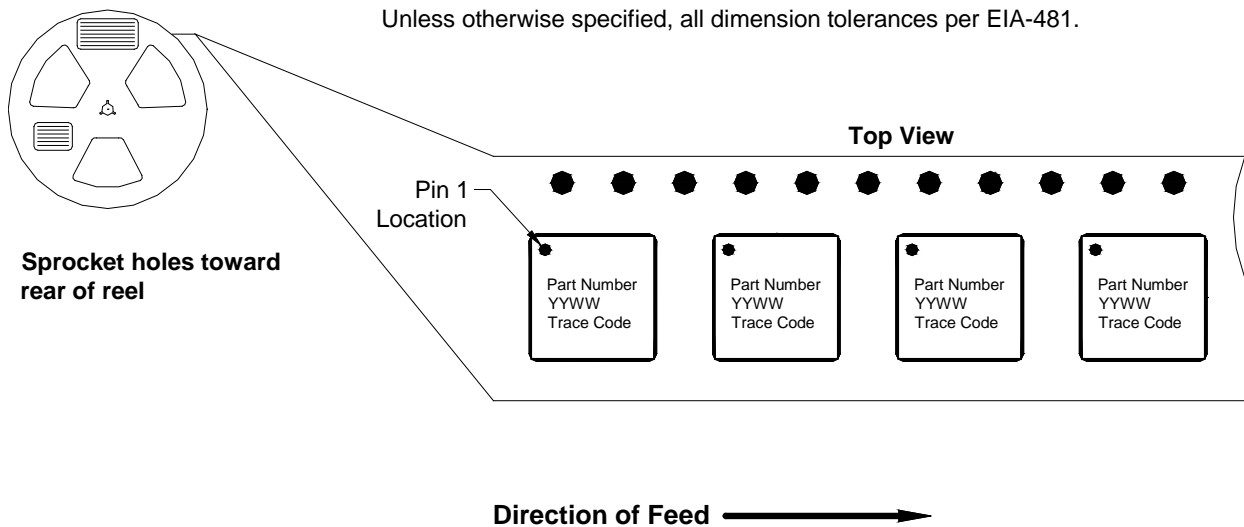 Unless otherwise specified, all dimension tolerances per EIA-481.
Top View
Pin 1
Location
Sprocket holes toward
rear of reel
Part Number
YYWW
Trace Code
Part Number
YYWW
Trace Code
Part Number
YYWW
Trace Code
Part Number
YYWW
Trace Code
Direction of Feed